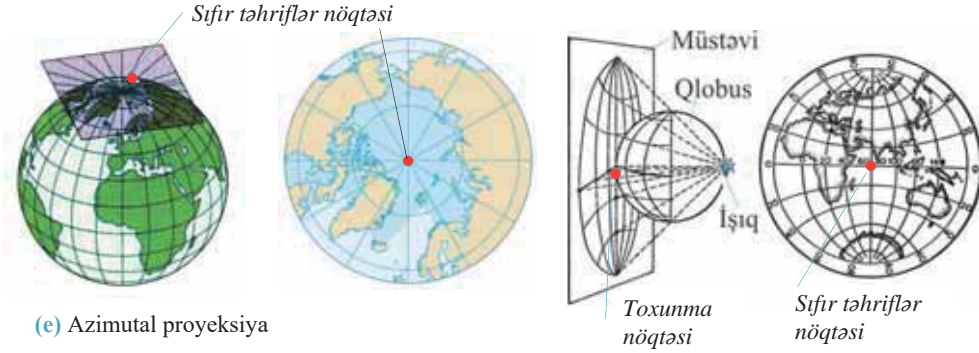 Sıfır təhriflər nöqtəsi
Müstəvi
Qlobus
İşıq
Toxunma
nöqtəsi
Sıfır təhriflər
nöqtəsi
(e) Azimutal proyeksiya